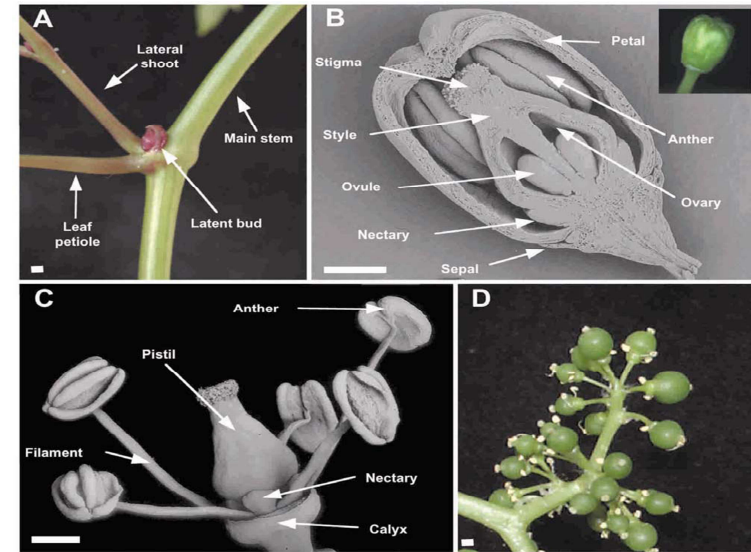 A
Lateral
shoot
Main stem
Leaf
petiole
Latent bud
B
Petal
Stigma
Style
Anther
Ovule
Ovary
Nectary
Sepal
C
Anther
Pistil
Filament
Nectary
Calyx
D